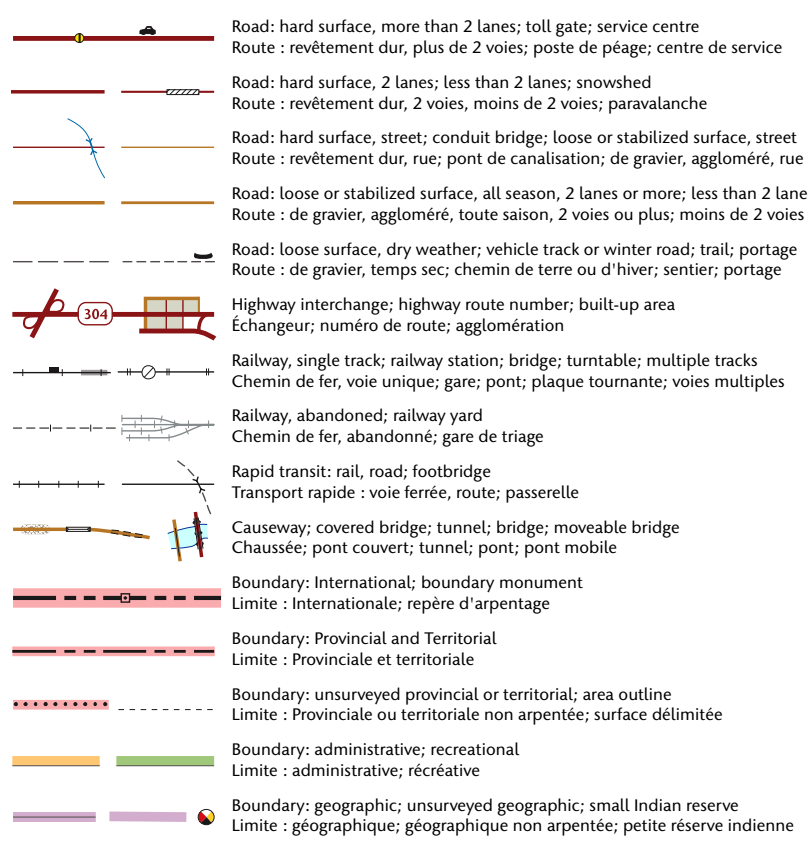 Road: hard surface, more than 2 lanes; toll gate; service centre
Route : revêtement dur, plus de 2 voies; poste de péage; centre de service
Road: hard surface, 2 lanes; less than 2 lanes; snowshed
Route : revêtement dur, 2 voies, moins de 2 voies; paravalanche
Road: hard surface, street; conduit bridge; loose or stabilized surface, street
Route : revêtement dur, rue; pont de canalisation; de gravier, aggloméré, rue
Road: loose or stabilized surface, all season, 2 lanes or more; less than 2 lane
Route : de gravier, aggloméré, toute saison, 2 voies ou plus; moins de 2 voies
Road: loose surface, dry weather; vehicle track or winter road; trail; portage
Route : de gravier, temps sec; chemin de terre ou d'hiver; sentier; portage
304
Highway interchange; highway route number; built-up area
Échangeur; numéro de route; agglomération
Railway, single track; railway station; bridge; turntable; multiple tracks
Chemin de fer, voie unique; gare; pont; plaque tournante; voies multiples
Railway, abandoned; railway yard
Chemin de fer, abandonné; gare de triage
Rapid transit: rail, road; footbridge
Transport rapide : voie ferrée, route; passerelle
Causeway; covered bridge; tunnel; bridge; moveable bridge
Chaussée; pont couvert; tunnel; pont; pont mobile
Boundary: International; boundary monument
Limite : Internationale; repère d'arpentage
Boundary: Provincial and Territorial
Limite : Provinciale et territoriale
Boundary: unsurveyed provincial or territorial; area outline
Limite : Provinciale ou territoriale non arpentée; surface délimitée
Boundary: administrative; recreational
Limite : administrative; récréative
Boundary: geographic; unsurveyed geographic; small Indian reserve
Limite : géographique; géographique non arpentée; petite réserve indienne